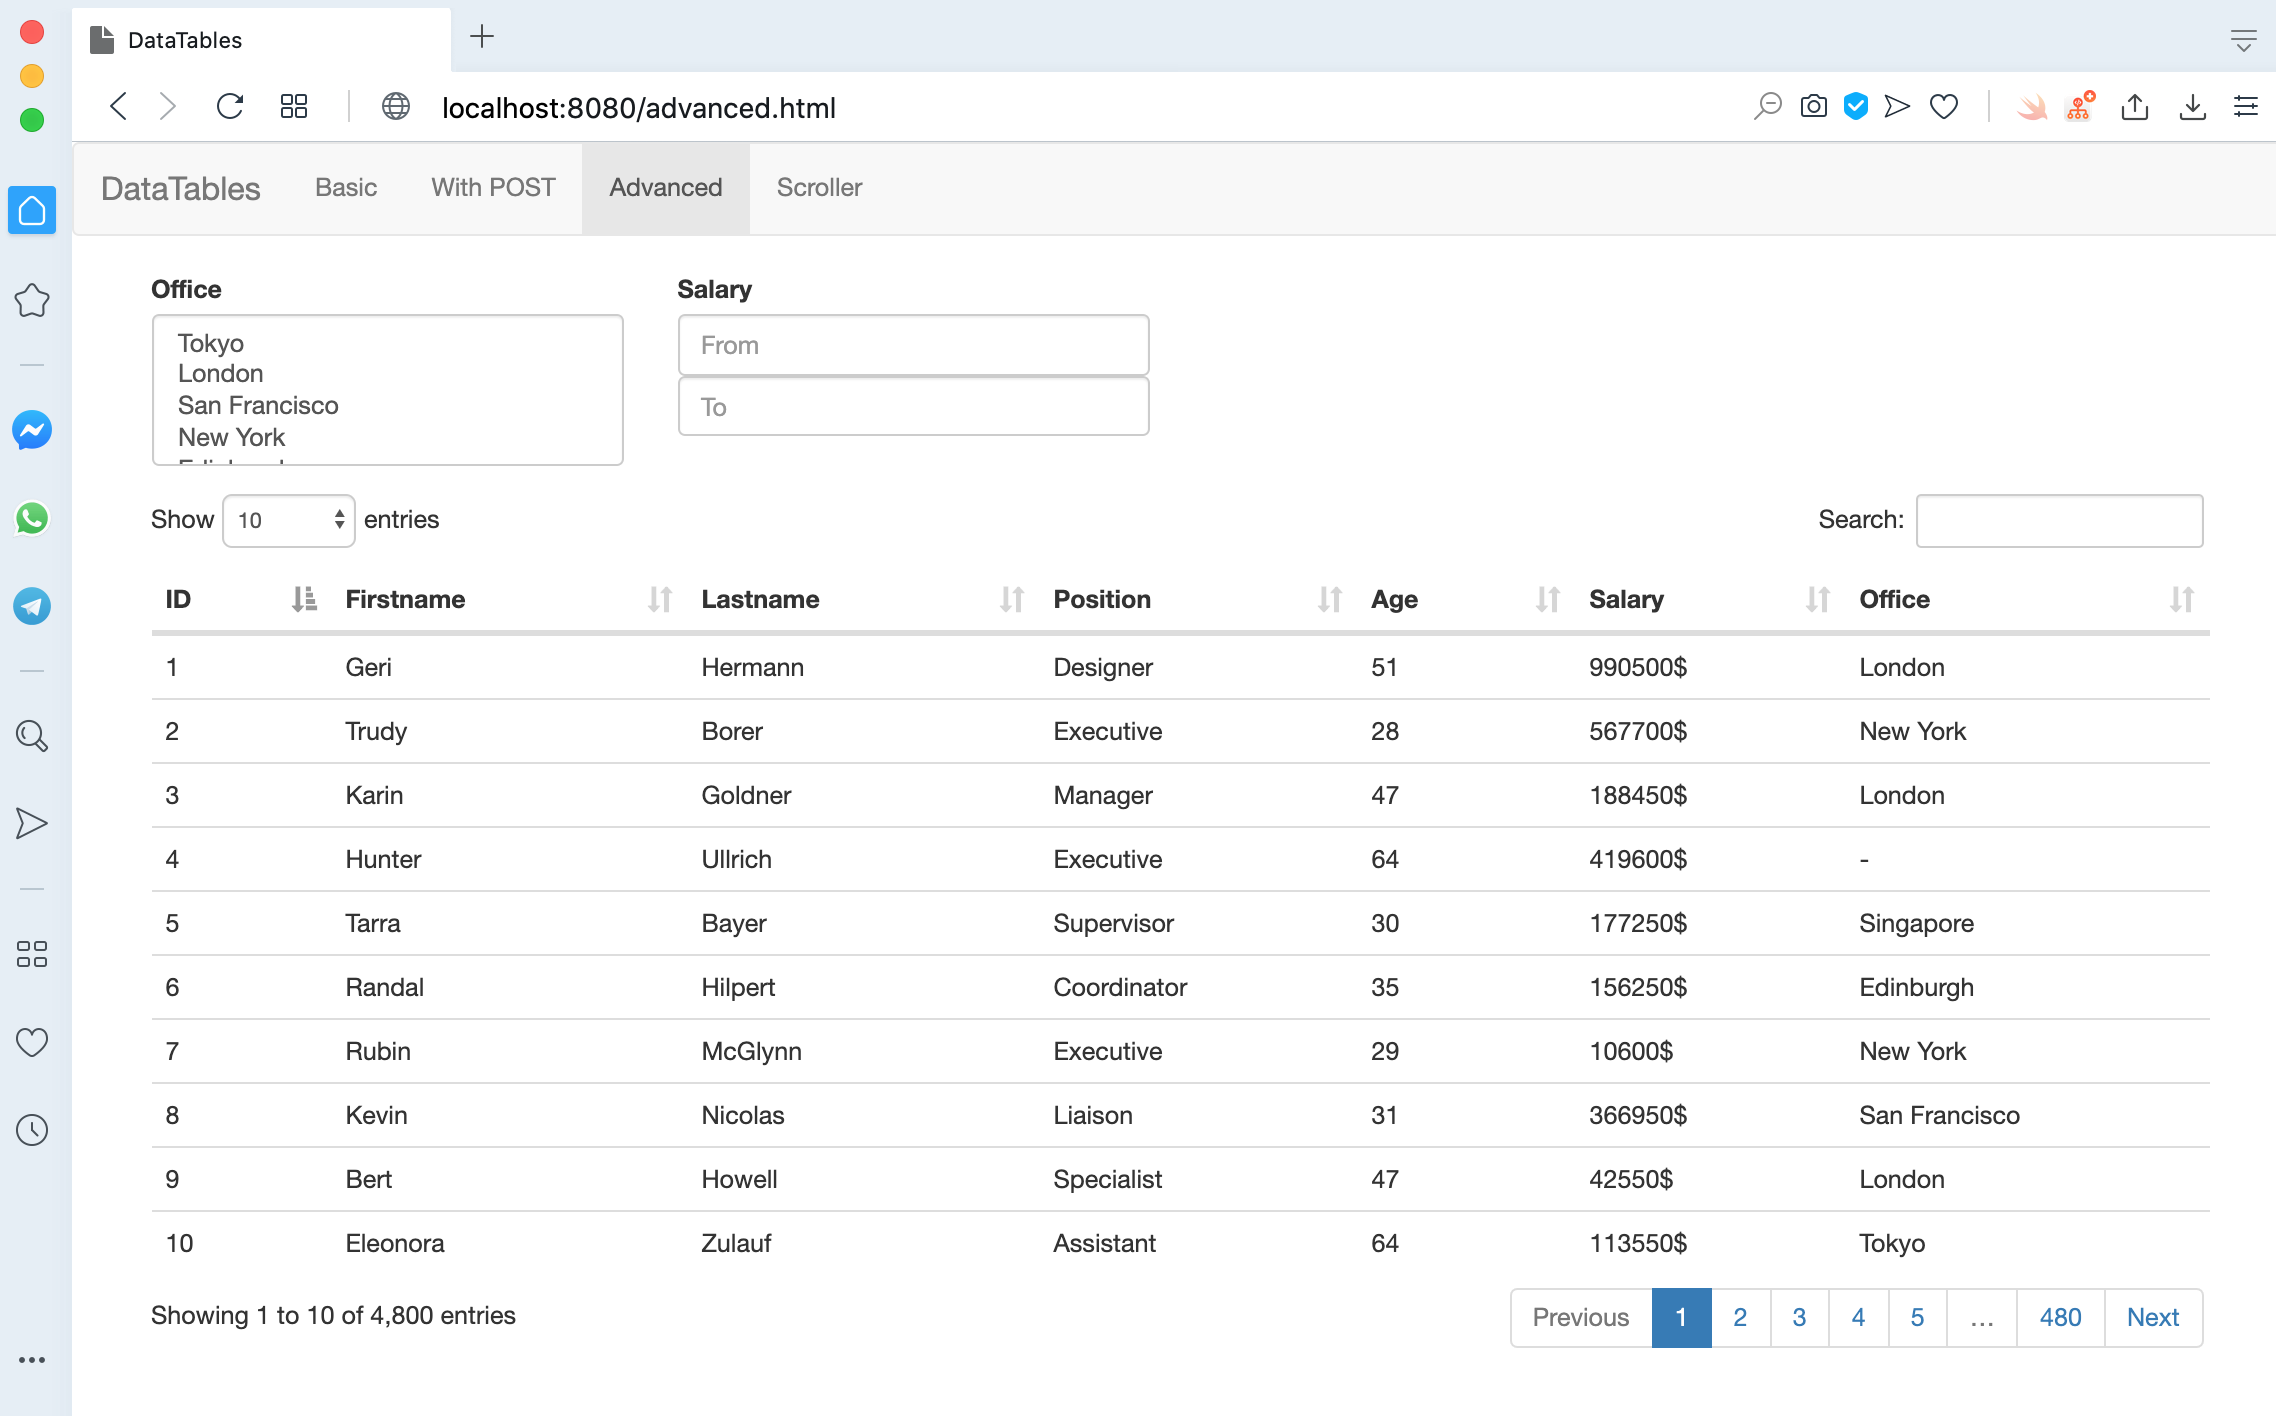 DataTables
localhost:8080/advanced.html
DataTables Basic With POST Advanced Scroller
Office Salary
Tokyo
London
San Francisco
New York
From
To
Show 10 entries Search:
ID Firstname Lastname Position Age Salary Office
1 Geri Hermann Designer 51 990500$ London
2 Trudy Borer Executive 28 567700$ New York
3 Karin Goldner Manager 47 188450$ London
4 Hunter Ullrich Executive 64 419600$ -
5 Tarra Bayer Supervisor 30 177250$ Singapore
6 Randal Hilpert Coordinator 35 156250$ Edinburgh
7 Rubin McGlynn Executive 29 10600$ New York
8 Kevin Nicolas Liaison 31 366950$ San Francisco
9 Bert Howell Specialist 47 42550$ London
10 Eleonora Zulauf Assistant 64 113550$ Tokyo
Showing 1 to 10 of 4,800 entries Previous 1 2 3 4 5 … 480 Next